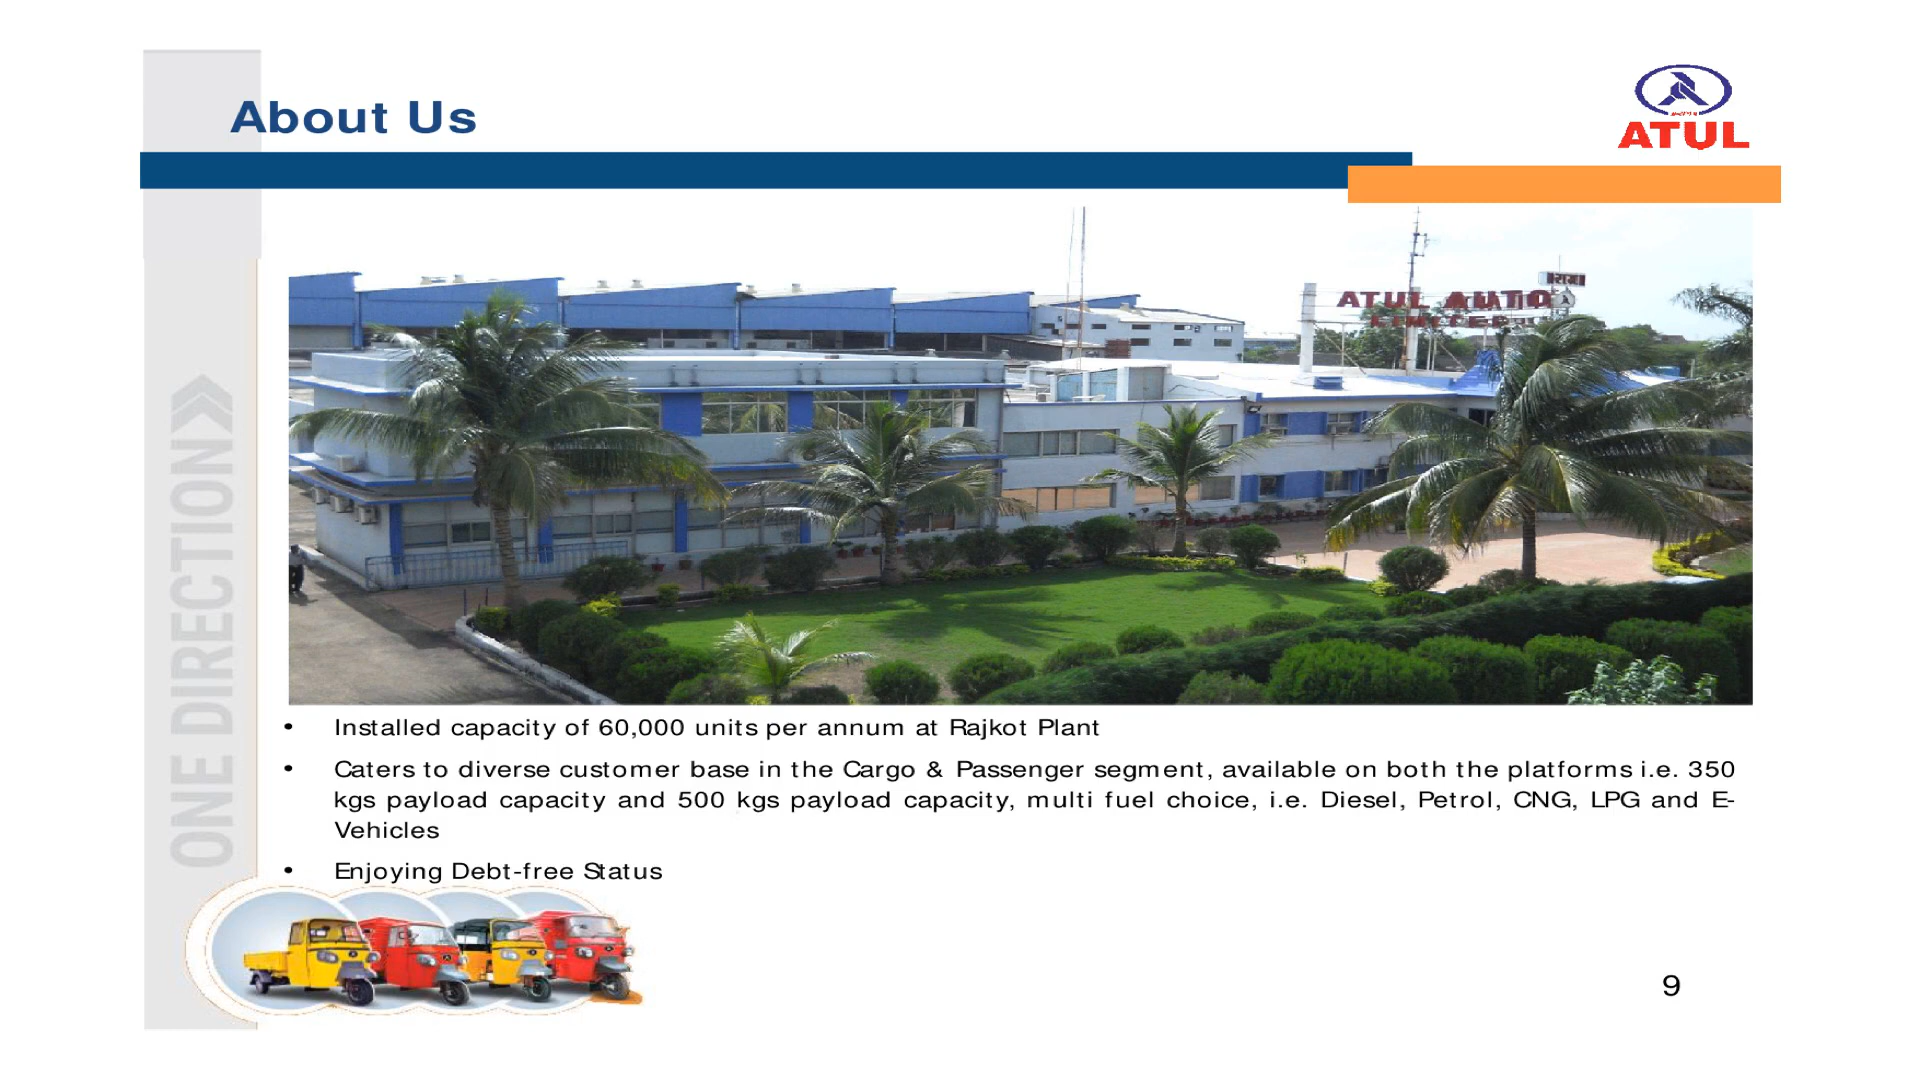 About Us
ATUL
ATUL AUTO
LIMITED
ONE DIRECTION
• Installed capacity of 60,000 units per annum at Rajkot Plant
• Caters to diverse customer base in the Cargo & Passenger segment, available on both the platforms i.e. 350
kgs payload capacity and 500 kgs payload capacity, multi fuel choice, i.e. Diesel, Petrol, CNG, LPG and E-
Vehicles
• Enjoying Debt-free Status
9